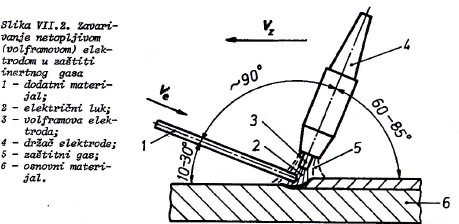 Slika VII.2. Zavari-
vanje netopljivom
(volframovom) elek-
trodom u zaštiti
inertnog gasa
1 - dodatni materi-
jal;
2 - električni luk;
3 - volframova elek-
troda;
4 - držač elektrode;
5 - zaštitni gas;
6 - osnovni materi-
jal.
Vz
4
~90°
60-85°
Ve
3
2
1
5
10-30°
6